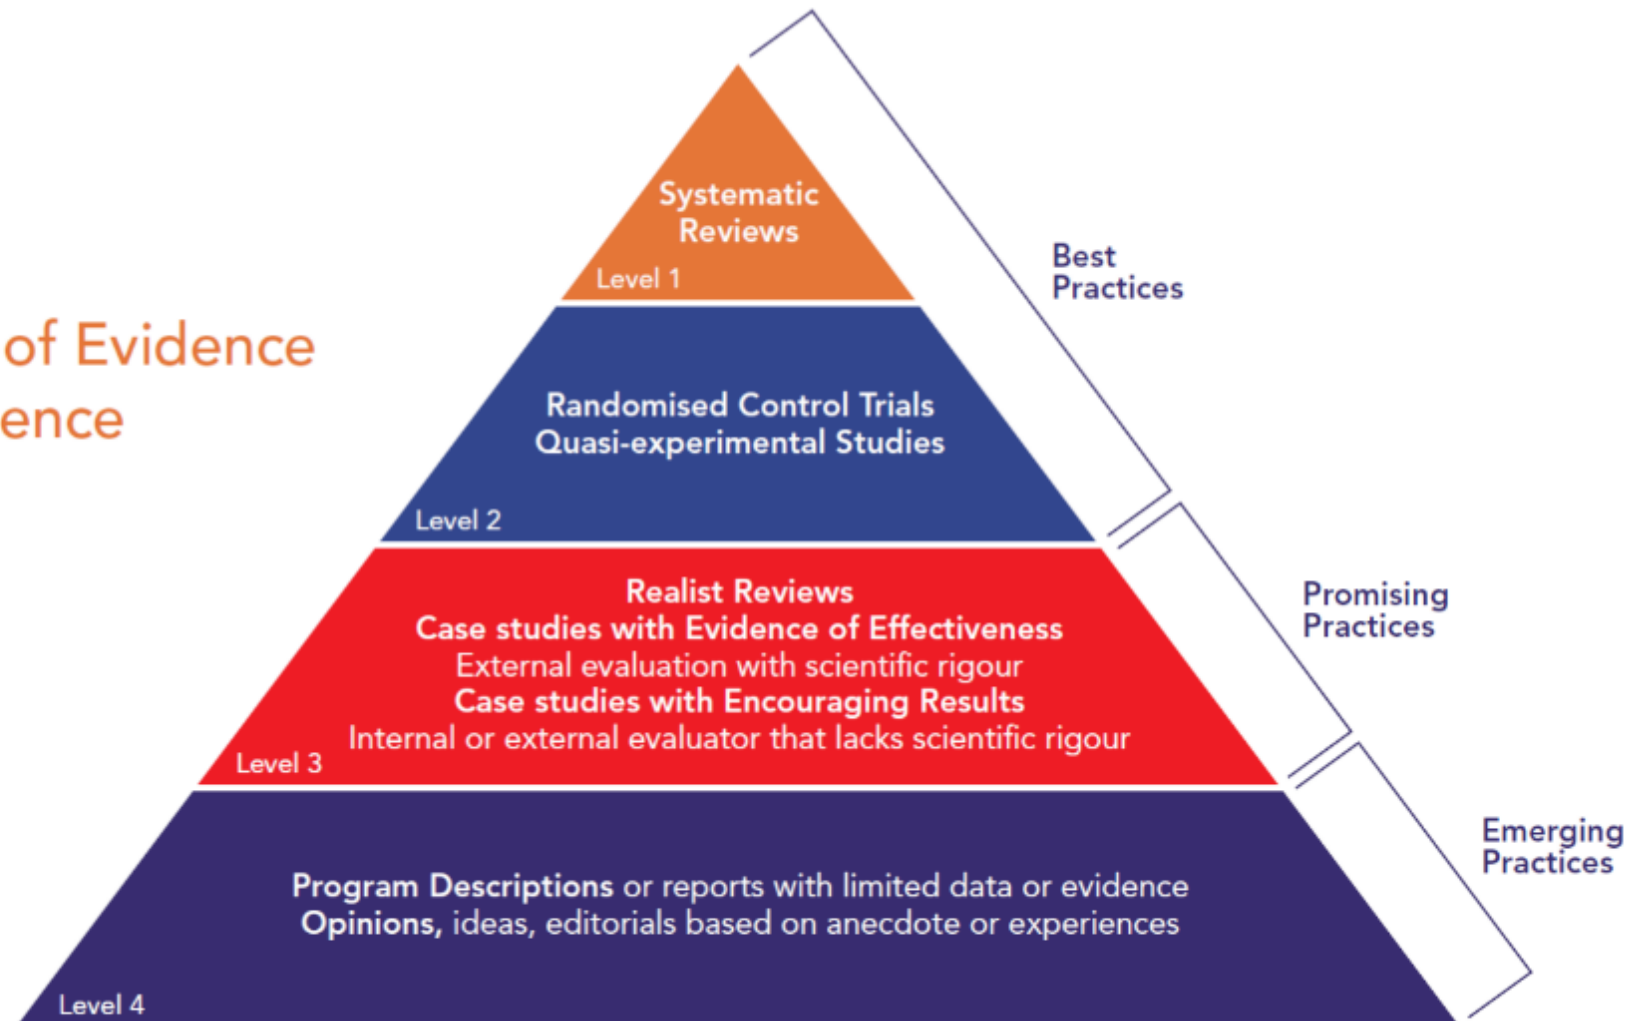 Systematic
Reviews
Level 1
Best
Practices
of Evidence
ence
Randomised Control Trials
Quasi-experimental Studies
Level 2
Realist Reviews
Case studies with Evidence of Effectiveness
External evaluation with scientific rigour
Case studies with Encouraging Results
Internal or external evaluator that lacks scientific rigour
Level 3
Promising
Practices
Program Descriptions or reports with limited data or evidence
Opinions, ideas, editorials based on anecdote or experiences
Level 4
Emerging
Practices